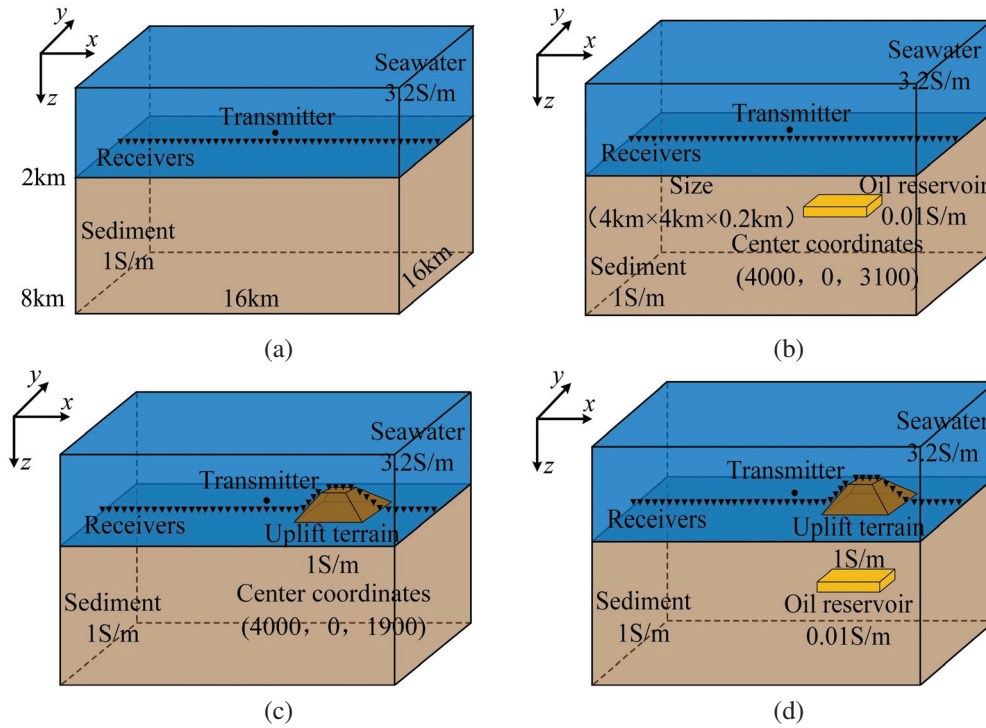 y
x
z
Seawater
3.2S/m
Transmitter
Receivers
2km
Sediment
1S/m
16km
8km
16km
(a)
y
x
z
Seawater
3.2S/m
Transmitter
Receivers
Size
(4km×4km×0.2km)
Oil reservoir
0.01S/m
Center coordinates
(4000, 0, 3100)
Sediment
1S/m
(b)
y
x
z
Seawater
3.2S/m
Transmitter
Receivers
Uplift terrain
1S/m
Center coordinates
(4000, 0, 1900)
Sediment
1S/m
(c)
y
x
z
Seawater
3.2S/m
Transmitter
Receivers
Uplift terrain
1S/m
Sediment
1S/m
Oil reservoir
0.01S/m
(d)